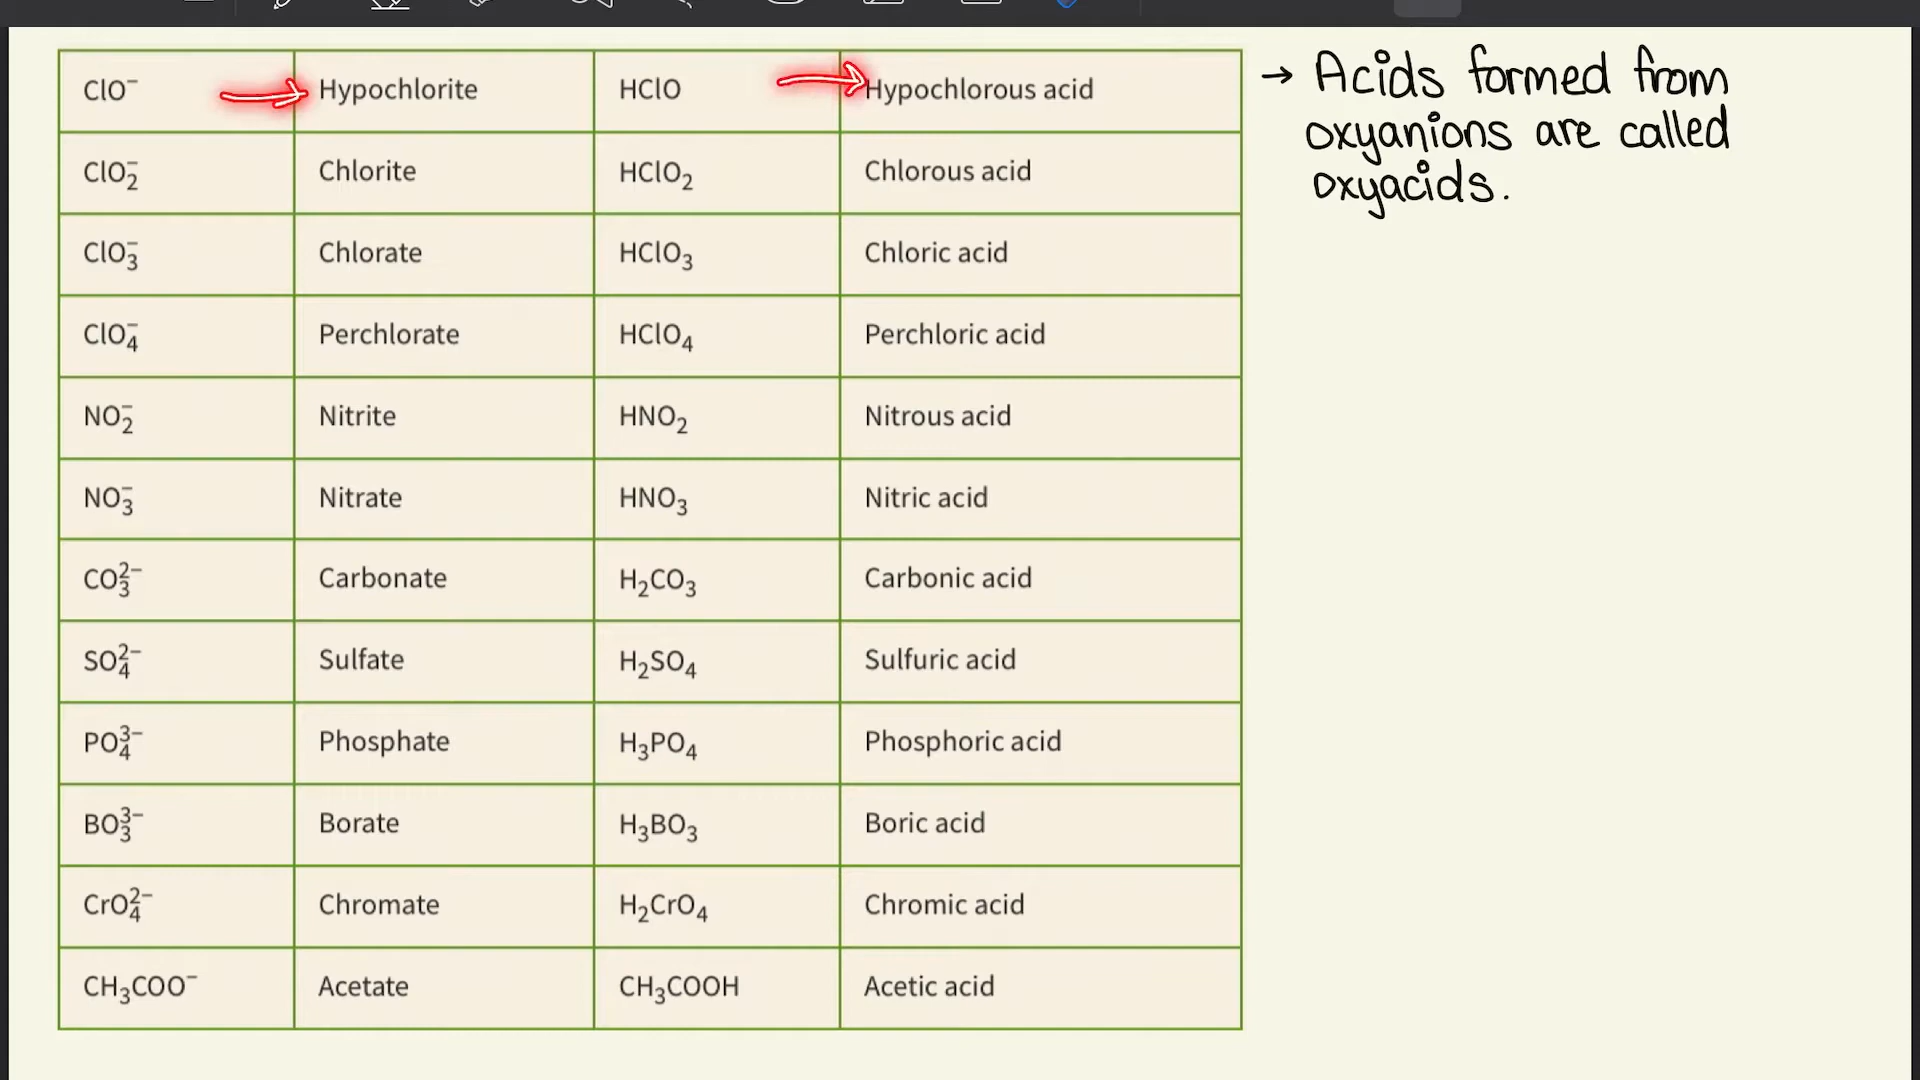 ClO⁻ Hypochlorite HClO Hypochlorous acid
ClO₂⁻ Chlorite HClO₂ Chlorous acid
ClO₃⁻ Chlorate HClO₃ Chloric acid
ClO₄⁻ Perchlorate HClO₄ Perchloric acid
NO₂⁻ Nitrite HNO₂ Nitrous acid
NO₃⁻ Nitrate HNO₃ Nitric acid
CO₃²⁻ Carbonate H₂CO₃ Carbonic acid
SO₄²⁻ Sulfate H₂SO₄ Sulfuric acid
PO₄³⁻ Phosphate H₃PO₄ Phosphoric acid
BO₃³⁻ Borate H₃BO₃ Boric acid
CrO₄²⁻ Chromate H₂CrO₄ Chromic acid
CH₃COO⁻ Acetate CH₃COOH Acetic acid
→ Acids formed from
oxyanions are called
oxyacids.